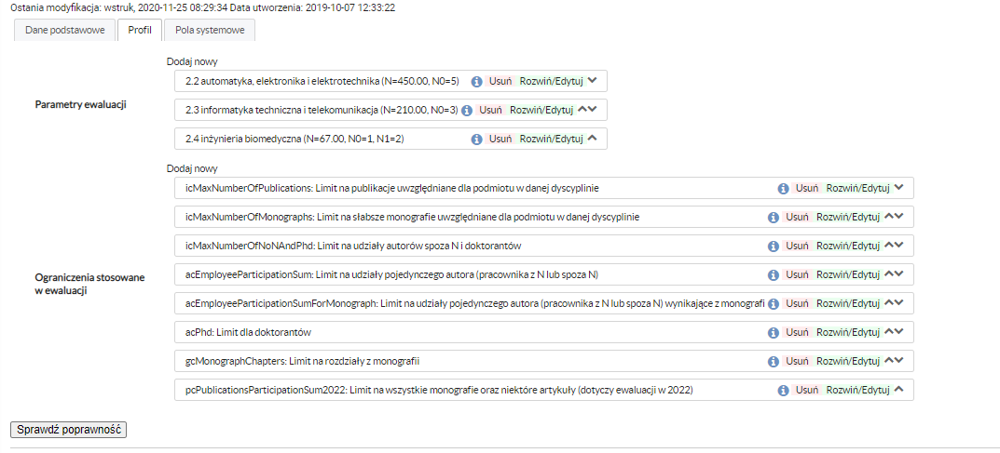 Ostania modyfikacja: wstruk, 2020-11-25 08:29:34 Data utworzenia: 2019-10-07 12:33:22
Dane podstawowe Profil Pola systemowe
Dodaj nowy
2.2 automatyka, elektronika i elektrotechnika (N=450.00, N0=5) Usuń Rozwiń/Edytuj
Parametry ewaluacji
2.3 informatyka techniczna i telekomunikacja (N=210.00, N0=3) Usuń Rozwiń/Edytuj
2.4 inżynieria biomedyczna (N=67.00, N0=1, N1=2) Usuń Rozwiń/Edytuj
Dodaj nowy
icMaxNumberOfPublications: Limit na publikacje uwzględniane dla podmiotu w danej dyscyplinie Usuń Rozwiń/Edytuj
icMaxNumberOfMonographs: Limit na słabsze monografie uwzględniane dla podmiotu w danej dyscyplinie Usuń Rozwiń/Edytuj
icMaxNumberOfNoNAndPhd: Limit na udziały autorów spoza N i doktorantów Usuń Rozwiń/Edytuj
Ograniczenia stosowane
w ewaluacji
acEmployeeParticipationSum: Limit na udziały pojedynczego autora (pracownika z N lub spoza N) Usuń Rozwiń/Edytuj
acEmployeeParticipationSumForMonograph: Limit na udziały pojedynczego autora (pracownika z N lub spoza N) wynikające z monografi Usuń Rozwiń/Edytuj
acPhd: Limit dla doktorantów Usuń Rozwiń/Edytuj
gcMonographChapters: Limit na rozdziały z monografii Usuń Rozwiń/Edytuj
pcPublicationsParticipationSum2022: Limit na wszystkie monografie oraz niektóre artykuły (dotyczy ewaluacji w 2022) Usuń Rozwiń/Edytuj
Sprawdź poprawność